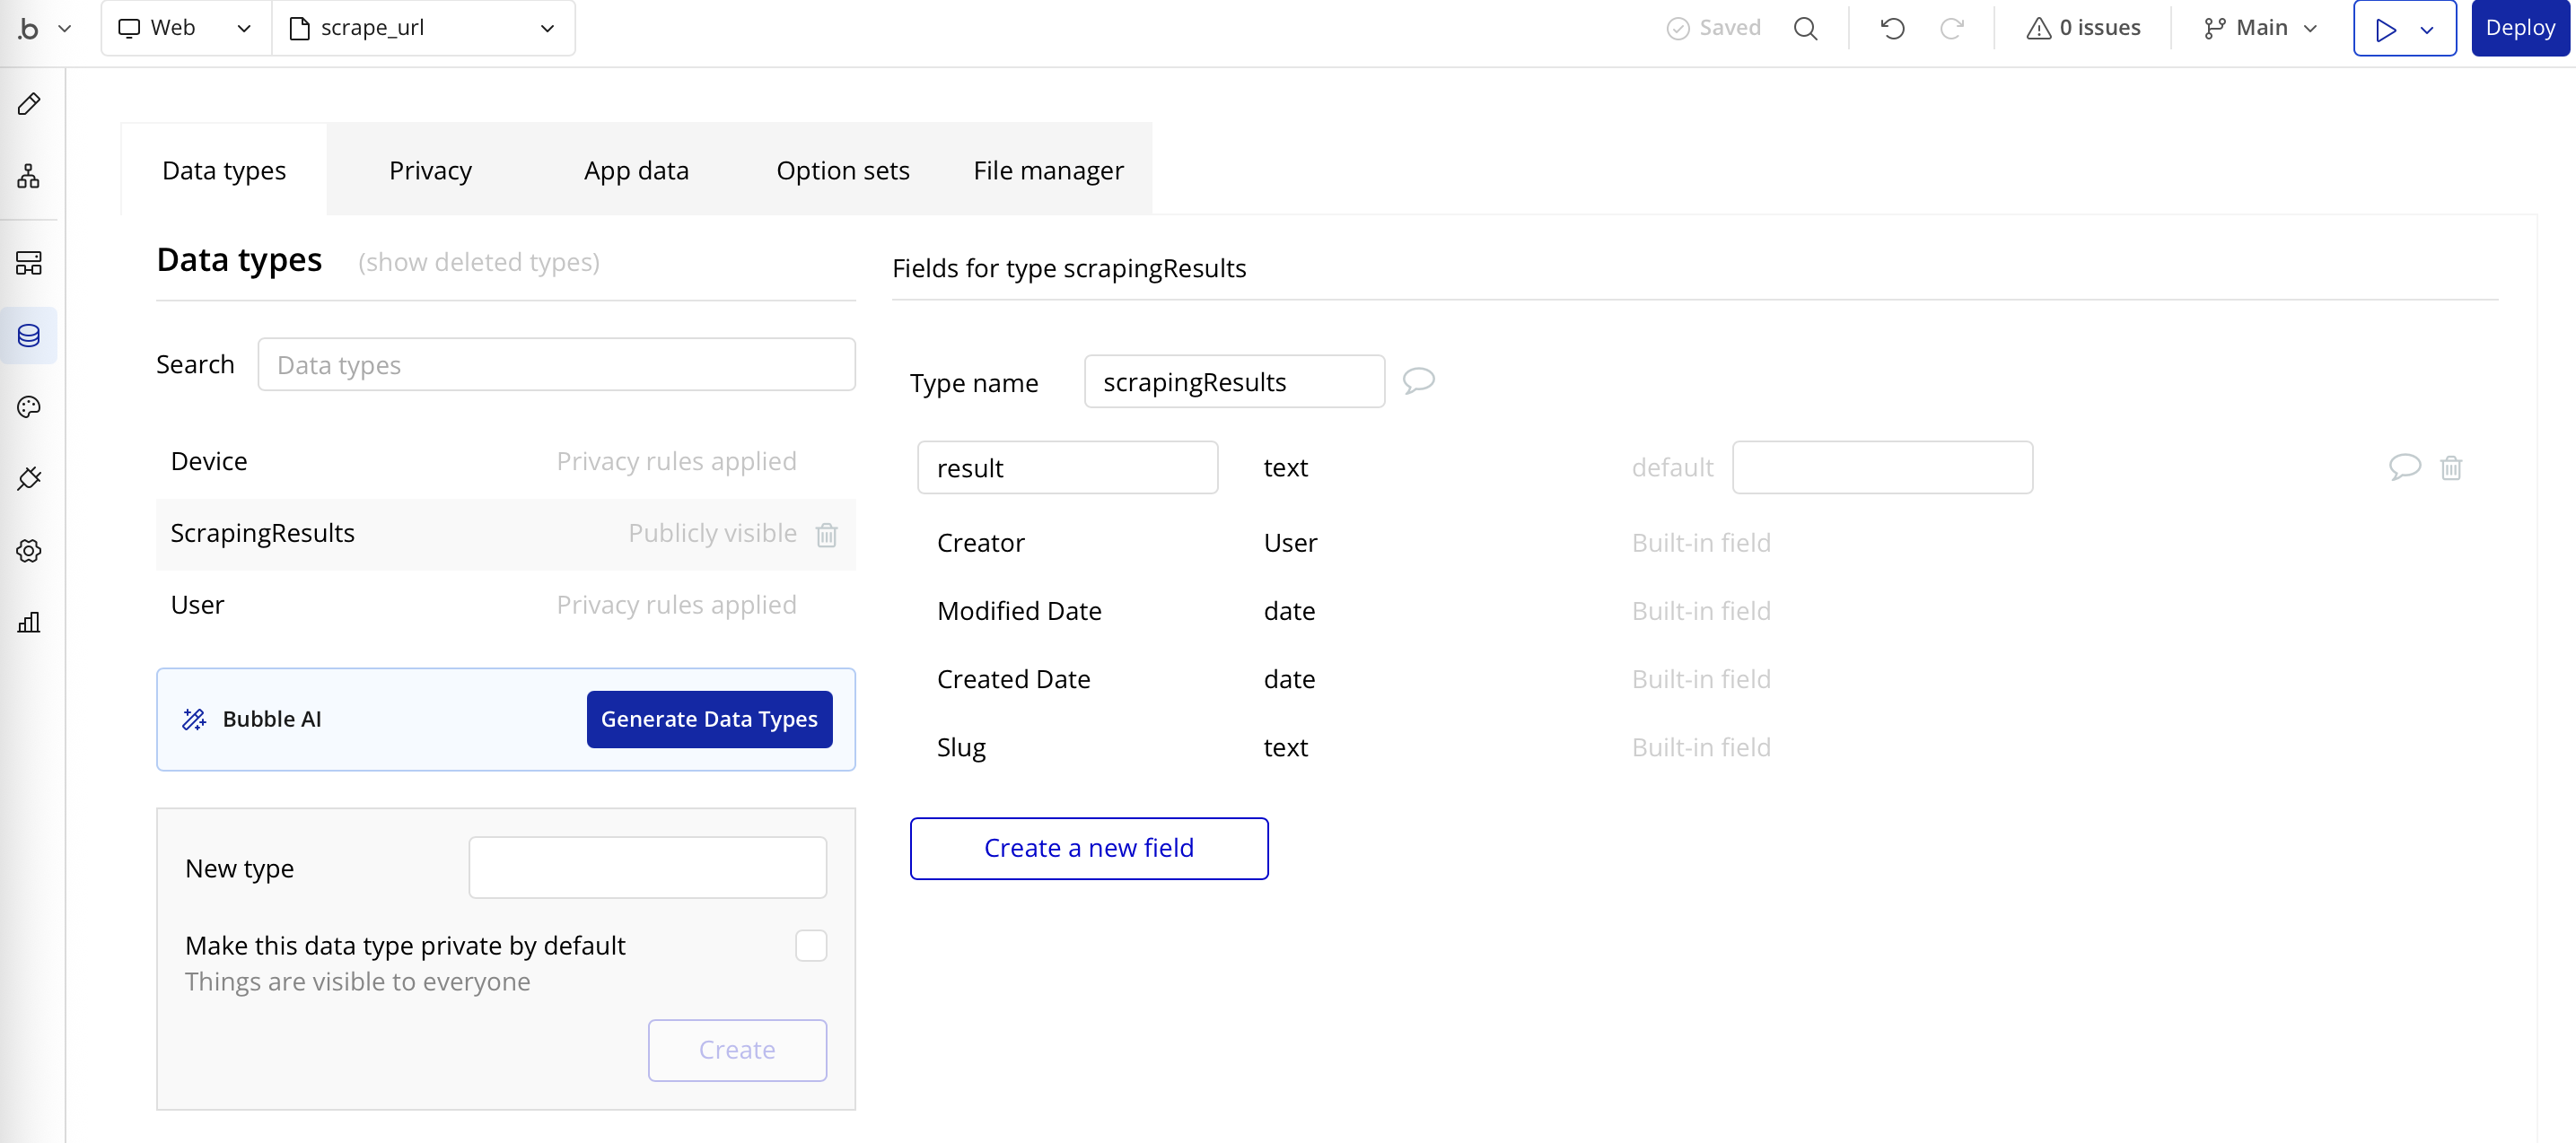 .b
Web
scrape_url
Saved
0 issues
Main
Deploy
Data types
Privacy
App data
Option sets
File manager
Data types (show deleted types)
Search
Data types
Device Privacy rules applied
ScrapingResults Publicly visible
User Privacy rules applied
Bubble AI
Generate Data Types
New type
Make this data type private by default
Things are visible to everyone
Create
Fields for type scrapingResults
Type name scrapingResults
result text default
Creator User Built-in field
Modified Date date Built-in field
Created Date date Built-in field
Slug text Built-in field
Create a new field